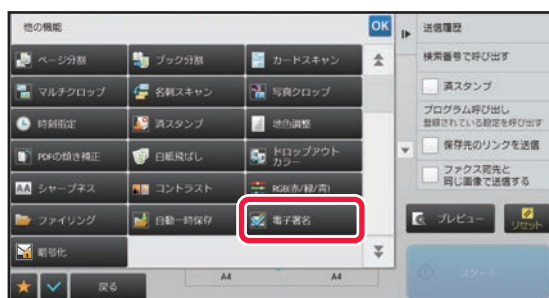 他の機能
OK
ページ分割
ブック分割
カードスキャン
マルチクロップ
名刺スキャン
写真クロップ
時刻指定
済スタンプ
地色調整
PDFの傾き補正
白紙飛ばし
ドロップアウト
カラー
シャープネス
コントラスト
RGB(赤/緑/青)
ファイリング
自動一時保存
電子署名
暗号化
戻る
A4
A4
送信履歴
検索番号で呼び出す
済スタンプ
プログラム呼び出し
登録されている設定を呼び出す
保存先のリンクを送信
ファクス宛先と
同じ画像で送信する
プレビュー
リセット
スタート